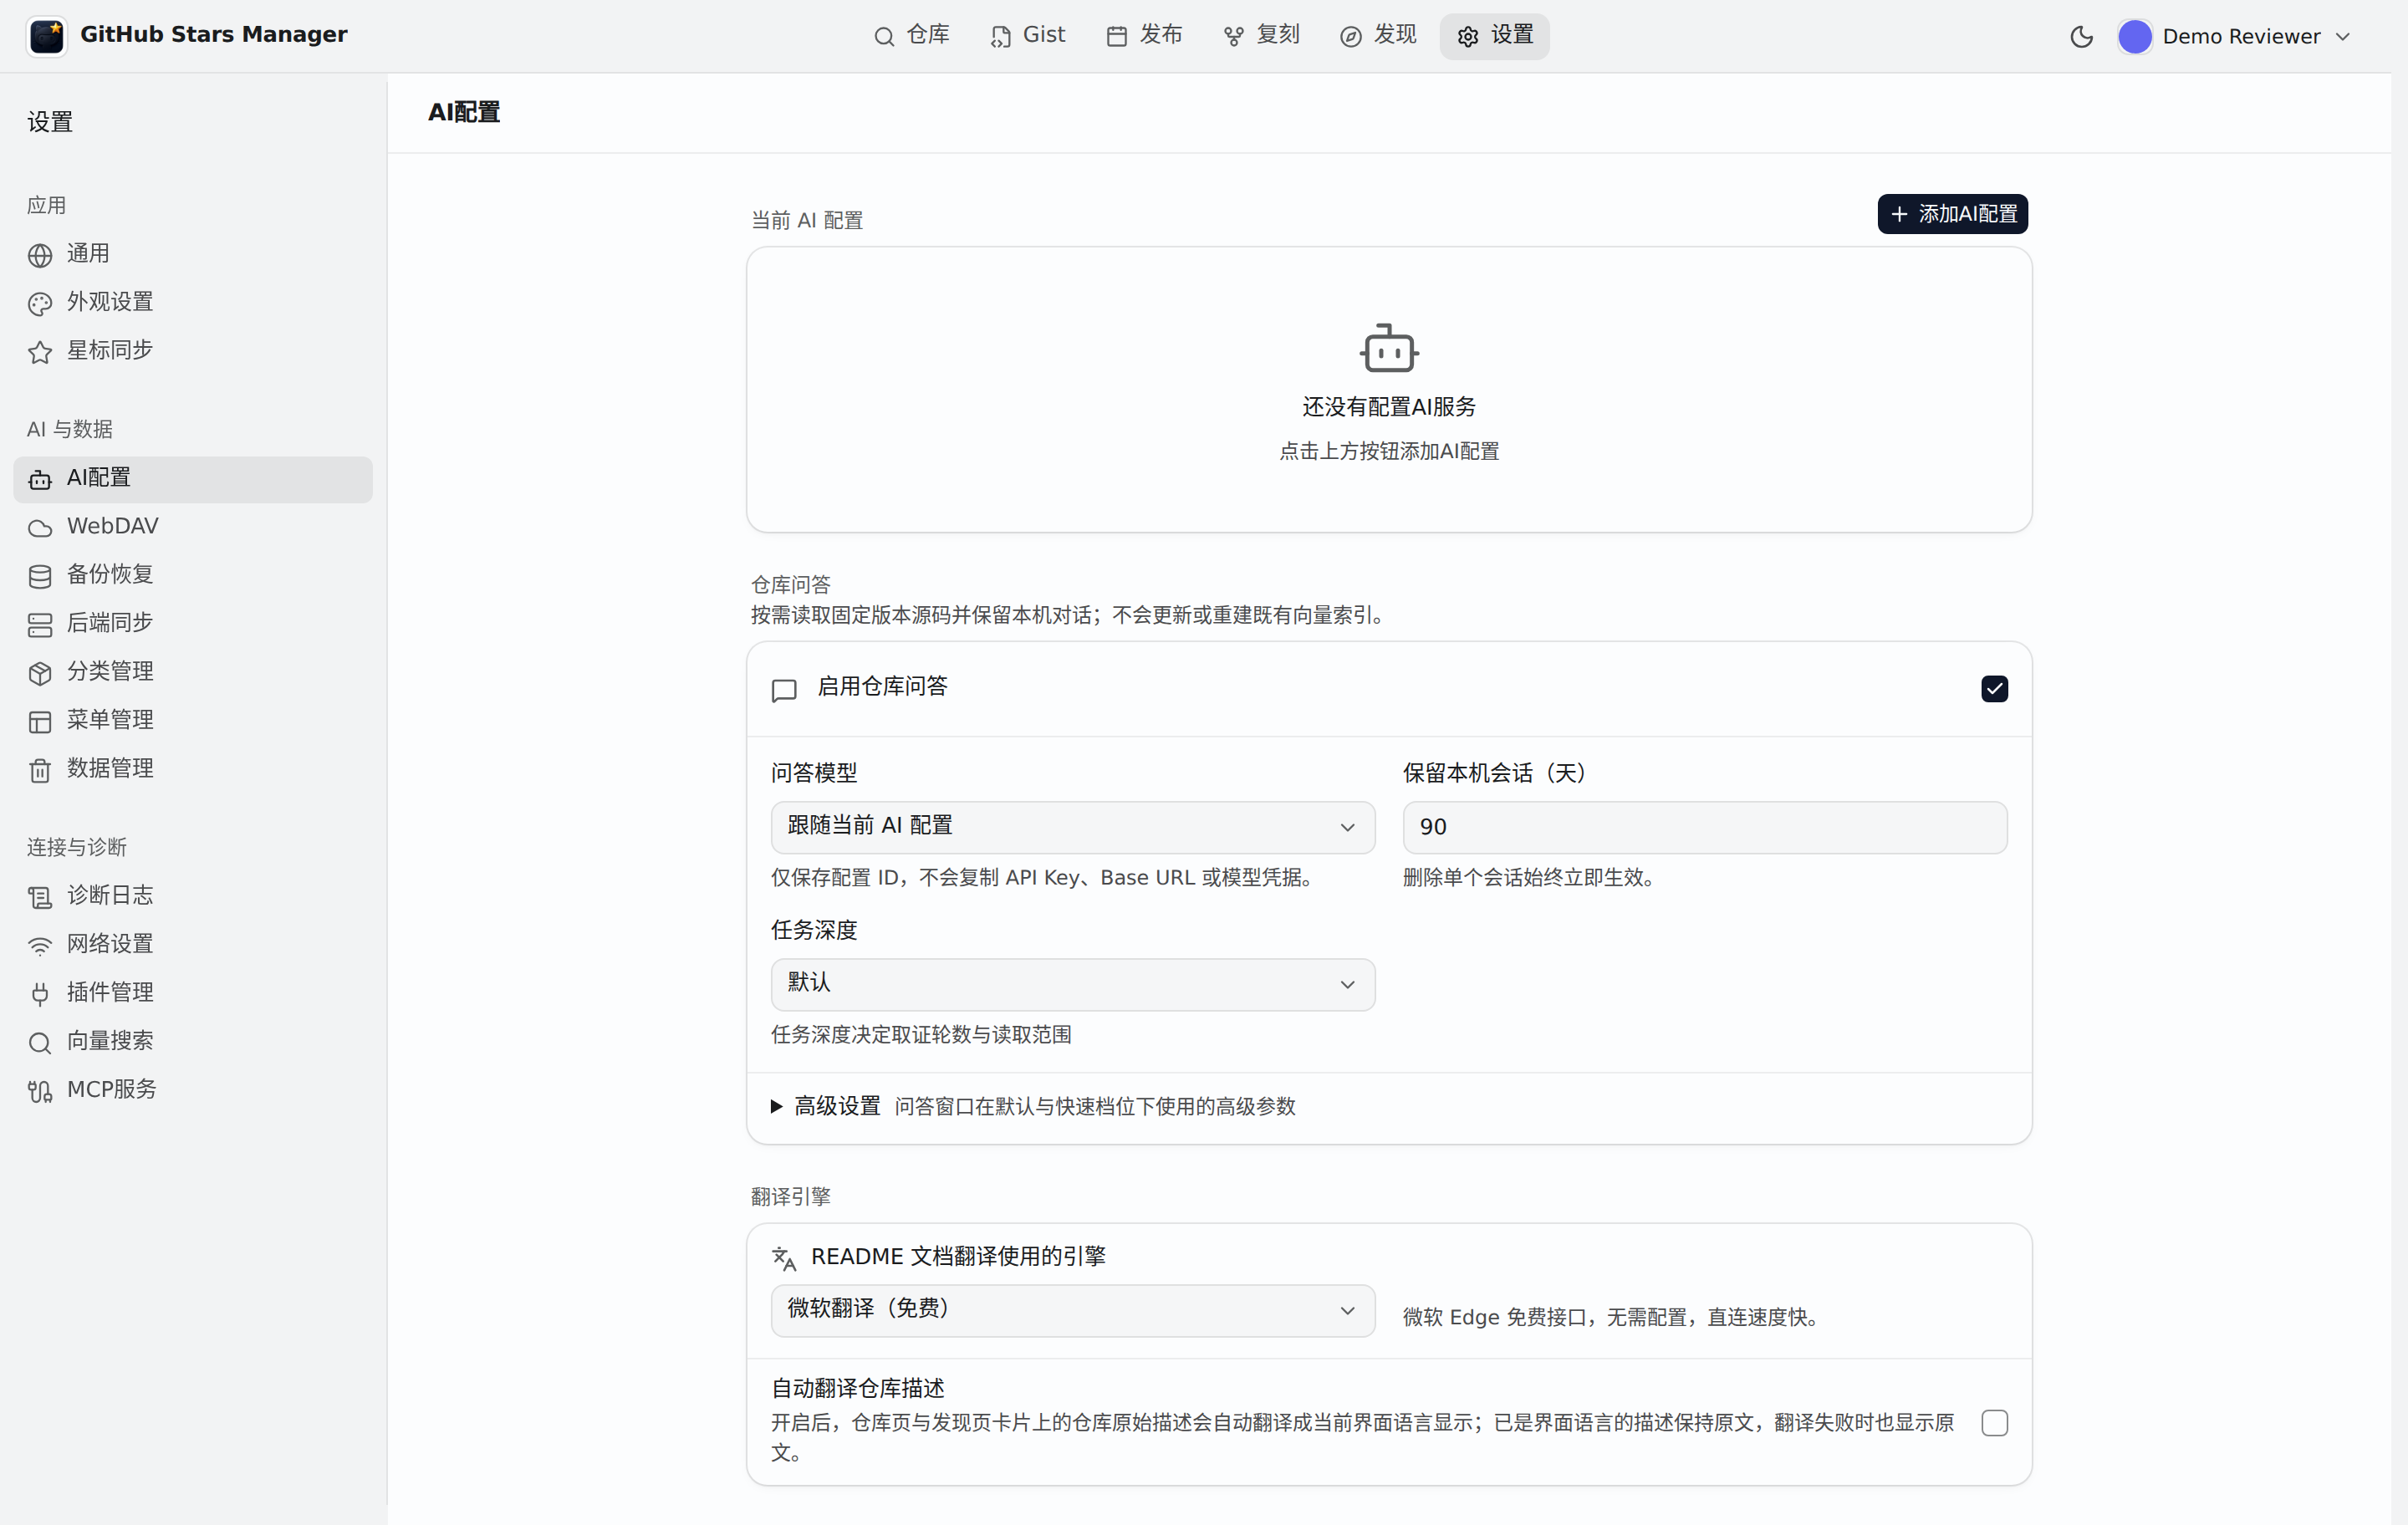 GitHub Stars Manager
仓库
Gist
发布
复刻
发现
设置
Demo Reviewer
设置
应用
通用
外观设置
星标同步
AI 与数据
AI配置
WebDAV
备份恢复
后端同步
分类管理
菜单管理
数据管理
连接与诊断
诊断日志
网络设置
插件管理
向量搜索
MCP服务
AI配置
当前 AI 配置
添加AI配置
还没有配置AI服务
点击上方按钮添加AI配置
仓库问答
按需读取固定版本源码并保留本机对话；不会更新或重建既有向量索引。
启用仓库问答
问答模型
跟随当前 AI 配置
仅保存配置 ID，不会复制 API Key、Base URL 或模型凭据。
保留本机会话（天）
90
删除单个会话始终立即生效。
任务深度
默认
任务深度决定取证轮数与读取范围
高级设置 问答窗口在默认与快速档位下使用的高级参数
翻译引擎
README 文档翻译使用的引擎
微软翻译（免费）
微软 Edge 免费接口，无需配置，直连速度快。
自动翻译仓库描述
开启后，仓库页与发现页卡片上的仓库原始描述会自动翻译成当前界面语言显示；已是界面语言的描述保持原文，翻译失败时也显示原
文。